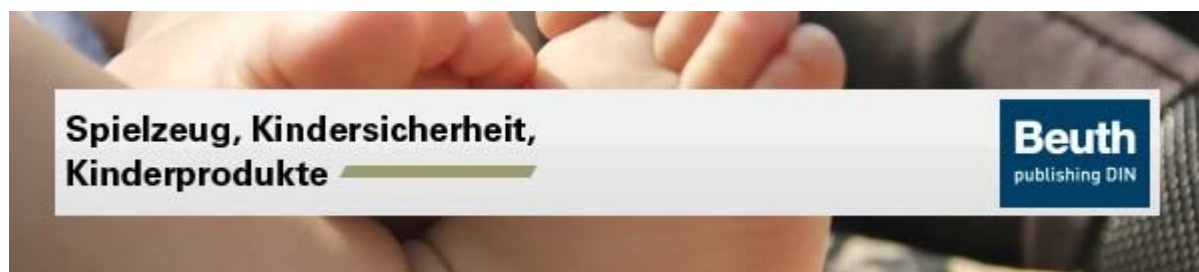 Spielzeug, Kindersicherheit,
Kinderprodukte
Beuth
publishing DIN